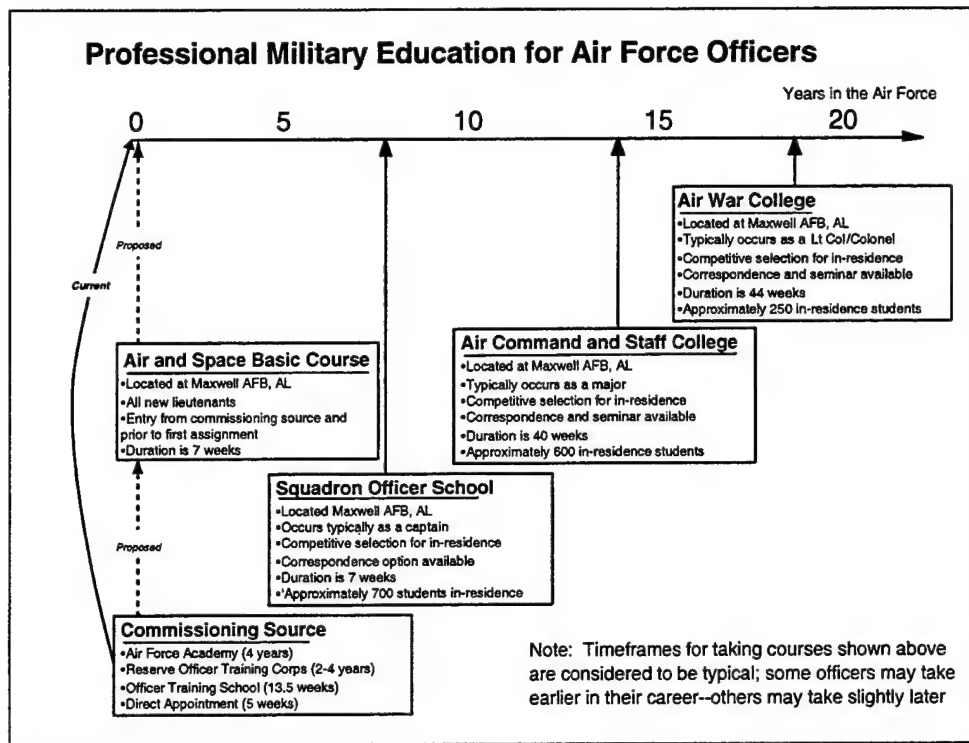 Professional Military Education for Air Force Officers
Years in the Air Force
0 5 10 15 20
Air War College
•Located at Maxwell AFB, AL
•Typically occurs as a Lt Col/Colonel
•Competitive selection for in-residence
•Correspondence and seminar available
•Duration is 44 weeks
•Approximately 250 in-residence students
Proposed
Current
Air and Space Basic Course
•Located at Maxwell AFB, AL
•All new lieutenants
•Entry from commissioning source and
prior to first assignment
•Duration is 7 weeks
Air Command and Staff College
•Located at Maxwell AFB, AL
•Typically occurs as a major
•Competitive selection for in-residence
•Correspondence and seminar available
•Duration is 40 weeks
•Approximately 600 in-residence students
Squadron Officer School
•Located Maxwell AFB, AL
•Occurs typically as a captain
•Competitive selection for in-residence
•Correspondence option available
•Duration is 7 weeks
•'Approximately 700 students in-residence
Proposed
Commissioning Source
•Air Force Academy (4 years)
•Reserve Officer Training Corps (2-4 years)
•Officer Training School (13.5 weeks)
•Direct Appointment (5 weeks)
Note: Timeframes for taking courses shown above
are considered to be typical; some officers may take
earlier in their career--others may take slightly later